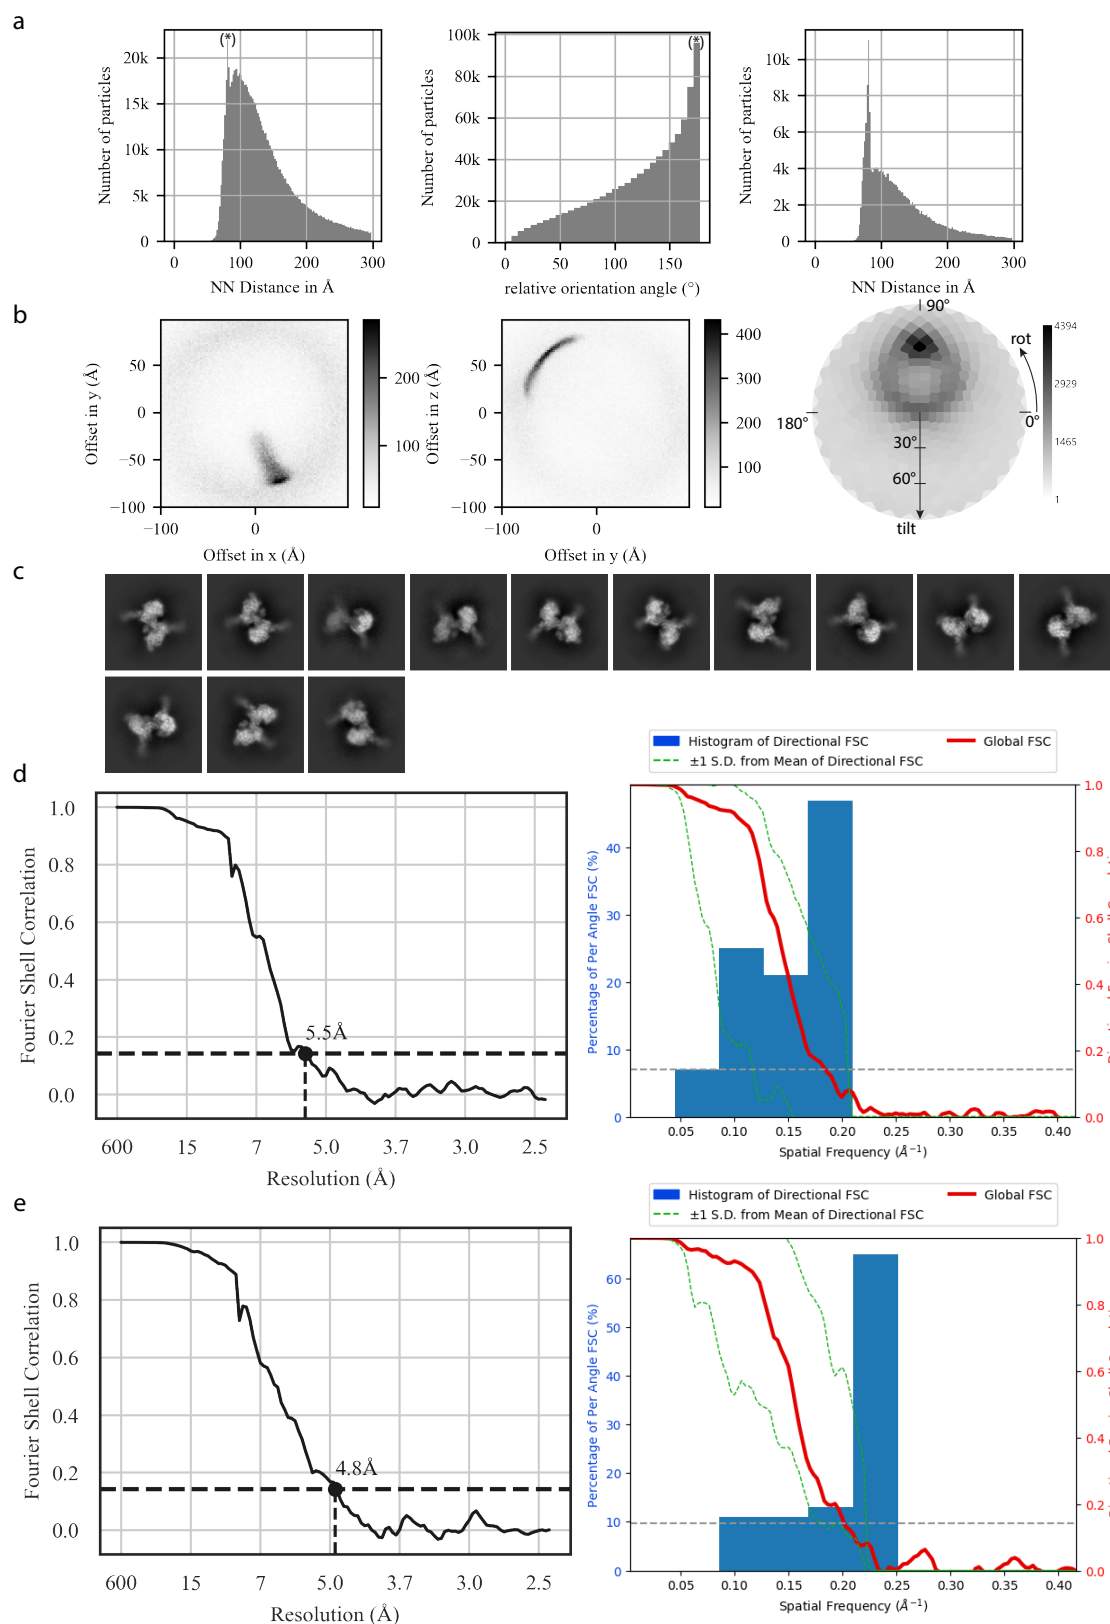 a
(*)
20k
15k
10k
5k
0
Number of particles
0
100
200
300
NN Distance in Å
(*)
100k
80k
60k
40k
20k
0
Number of particles
0
50
100
150
relative orientation angle (°)
10k
8k
6k
4k
2k
0
Number of particles
0
100
200
300
NN Distance in Å
b
50
0
−50
−100
Offset in y (Å)
−100
0
Offset in x (Å)
200
100
50
0
−50
−100
Offset in z (Å)
−100
0
Offset in y (Å)
400
300
200
100
90°
rot
180°
0°
30°
60°
tilt
4394
2929
1465
1
c
d
1.0
0.8
0.6
0.4
0.2
0.0
Fourier Shell Correlation
5.5Å
600
15
7
5.0
3.7
3.0
2.5
Resolution (Å)
Histogram of Directional FSC
Global FSC
±1 S.D. from Mean of Directional FSC
40
30
20
10
0
Percentage of Per Angle FSC (%)
1.0
0.8
0.6
0.4
0.2
0.0
0.05
0.10
0.15
0.20
0.25
0.30
0.35
0.40
Spatial Frequency (Å⁻¹)
e
1.0
0.8
0.6
0.4
0.2
0.0
Fourier Shell Correlation
4.8Å
600
15
7
5.0
3.7
3.0
2.5
Resolution (Å)
Histogram of Directional FSC
Global FSC
±1 S.D. from Mean of Directional FSC
60
50
40
30
20
10
0
Percentage of Per Angle FSC (%)
1.0
0.8
0.6
0.4
0.2
0.0
0.05
0.10
0.15
0.20
0.25
0.30
0.35
0.40
Spatial Frequency (Å⁻¹)